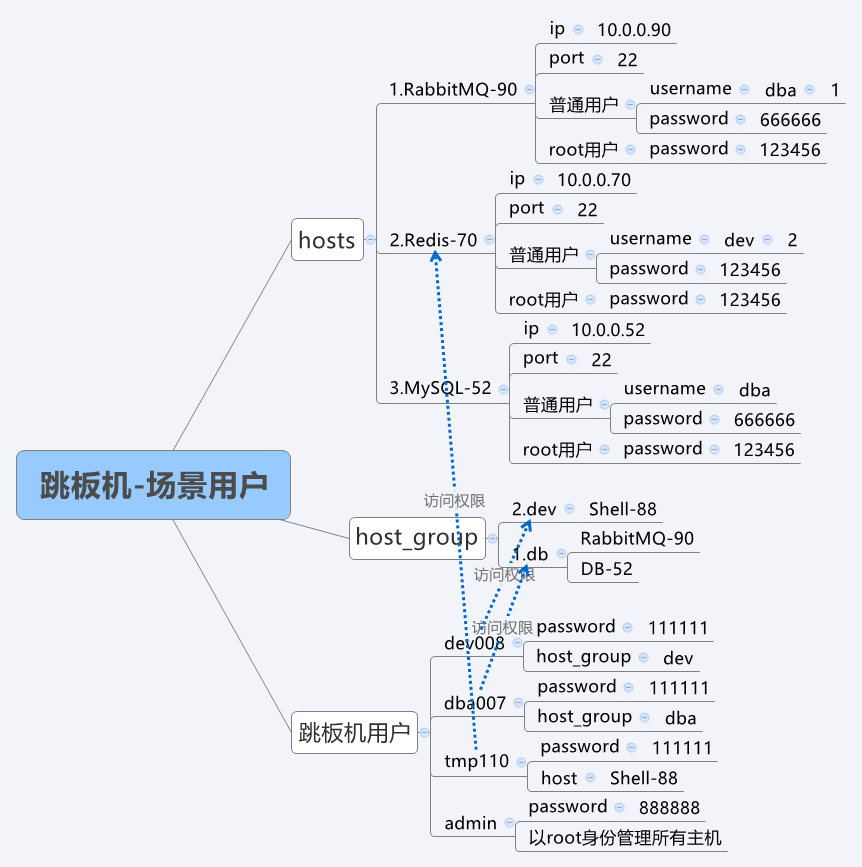 跳板机-场景用户
hosts
1.RabbitMQ-90
ip 10.0.0.90
port 22
普通用户
username dba 1
password 666666
root用户 password 123456
2.Redis-70
ip 10.0.0.70
port 22
普通用户
username dev 2
password 123456
root用户 password 123456
3.MySQL-52
ip 10.0.0.52
port 22
普通用户
username dba
password 666666
root用户 password 123456
访问权限
host_group
2.dev Shell-88
1.db
RabbitMQ-90
DB-52
访问权限
访问权限
跳板机用户
dev008
password 111111
host_group dev
dba007
password 111111
host_group dba
tmp110
password 111111
host Shell-88
admin
password 888888
以root身份管理所有主机